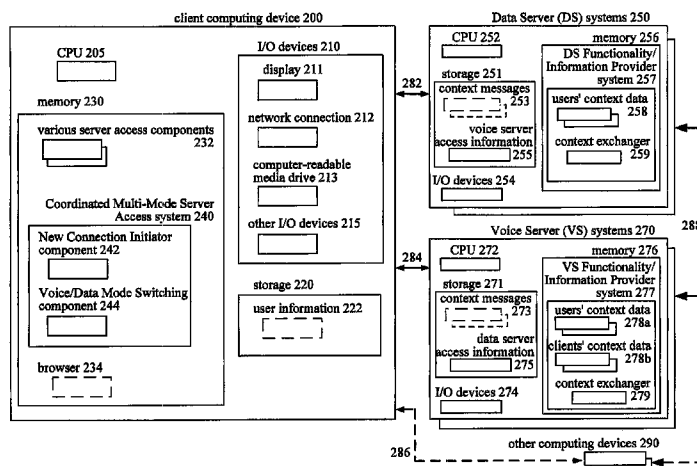 client computing device 200
CPU 205
memory 230
various server access components
232
Coordinated Multi-Mode Server
Access system 240
New Connection Initiator
component 242
Voice/Data Mode Switching
component 244
browser 234
I/O devices 210
display 211
network connection 212
computer-readable
media drive 213
other I/O devices 215
storage 220
user information 222
282
284
286
Data Server (DS) systems 250
CPU 252
storage 251
context messages
253
voice server
access information
255
I/O devices 254
memory 256
DS Functionality/
Information Provider
system 257
users' context data
258
context exchanger
259
288
Voice Server (VS) systems 270
CPU 272
storage 271
context messages
273
data server
access information
275
I/O devices 274
memory 276
VS Functionality/
Information Provider
system 277
users' context data
278a
clients' context data
278b
context exchanger
279
other computing devices 290